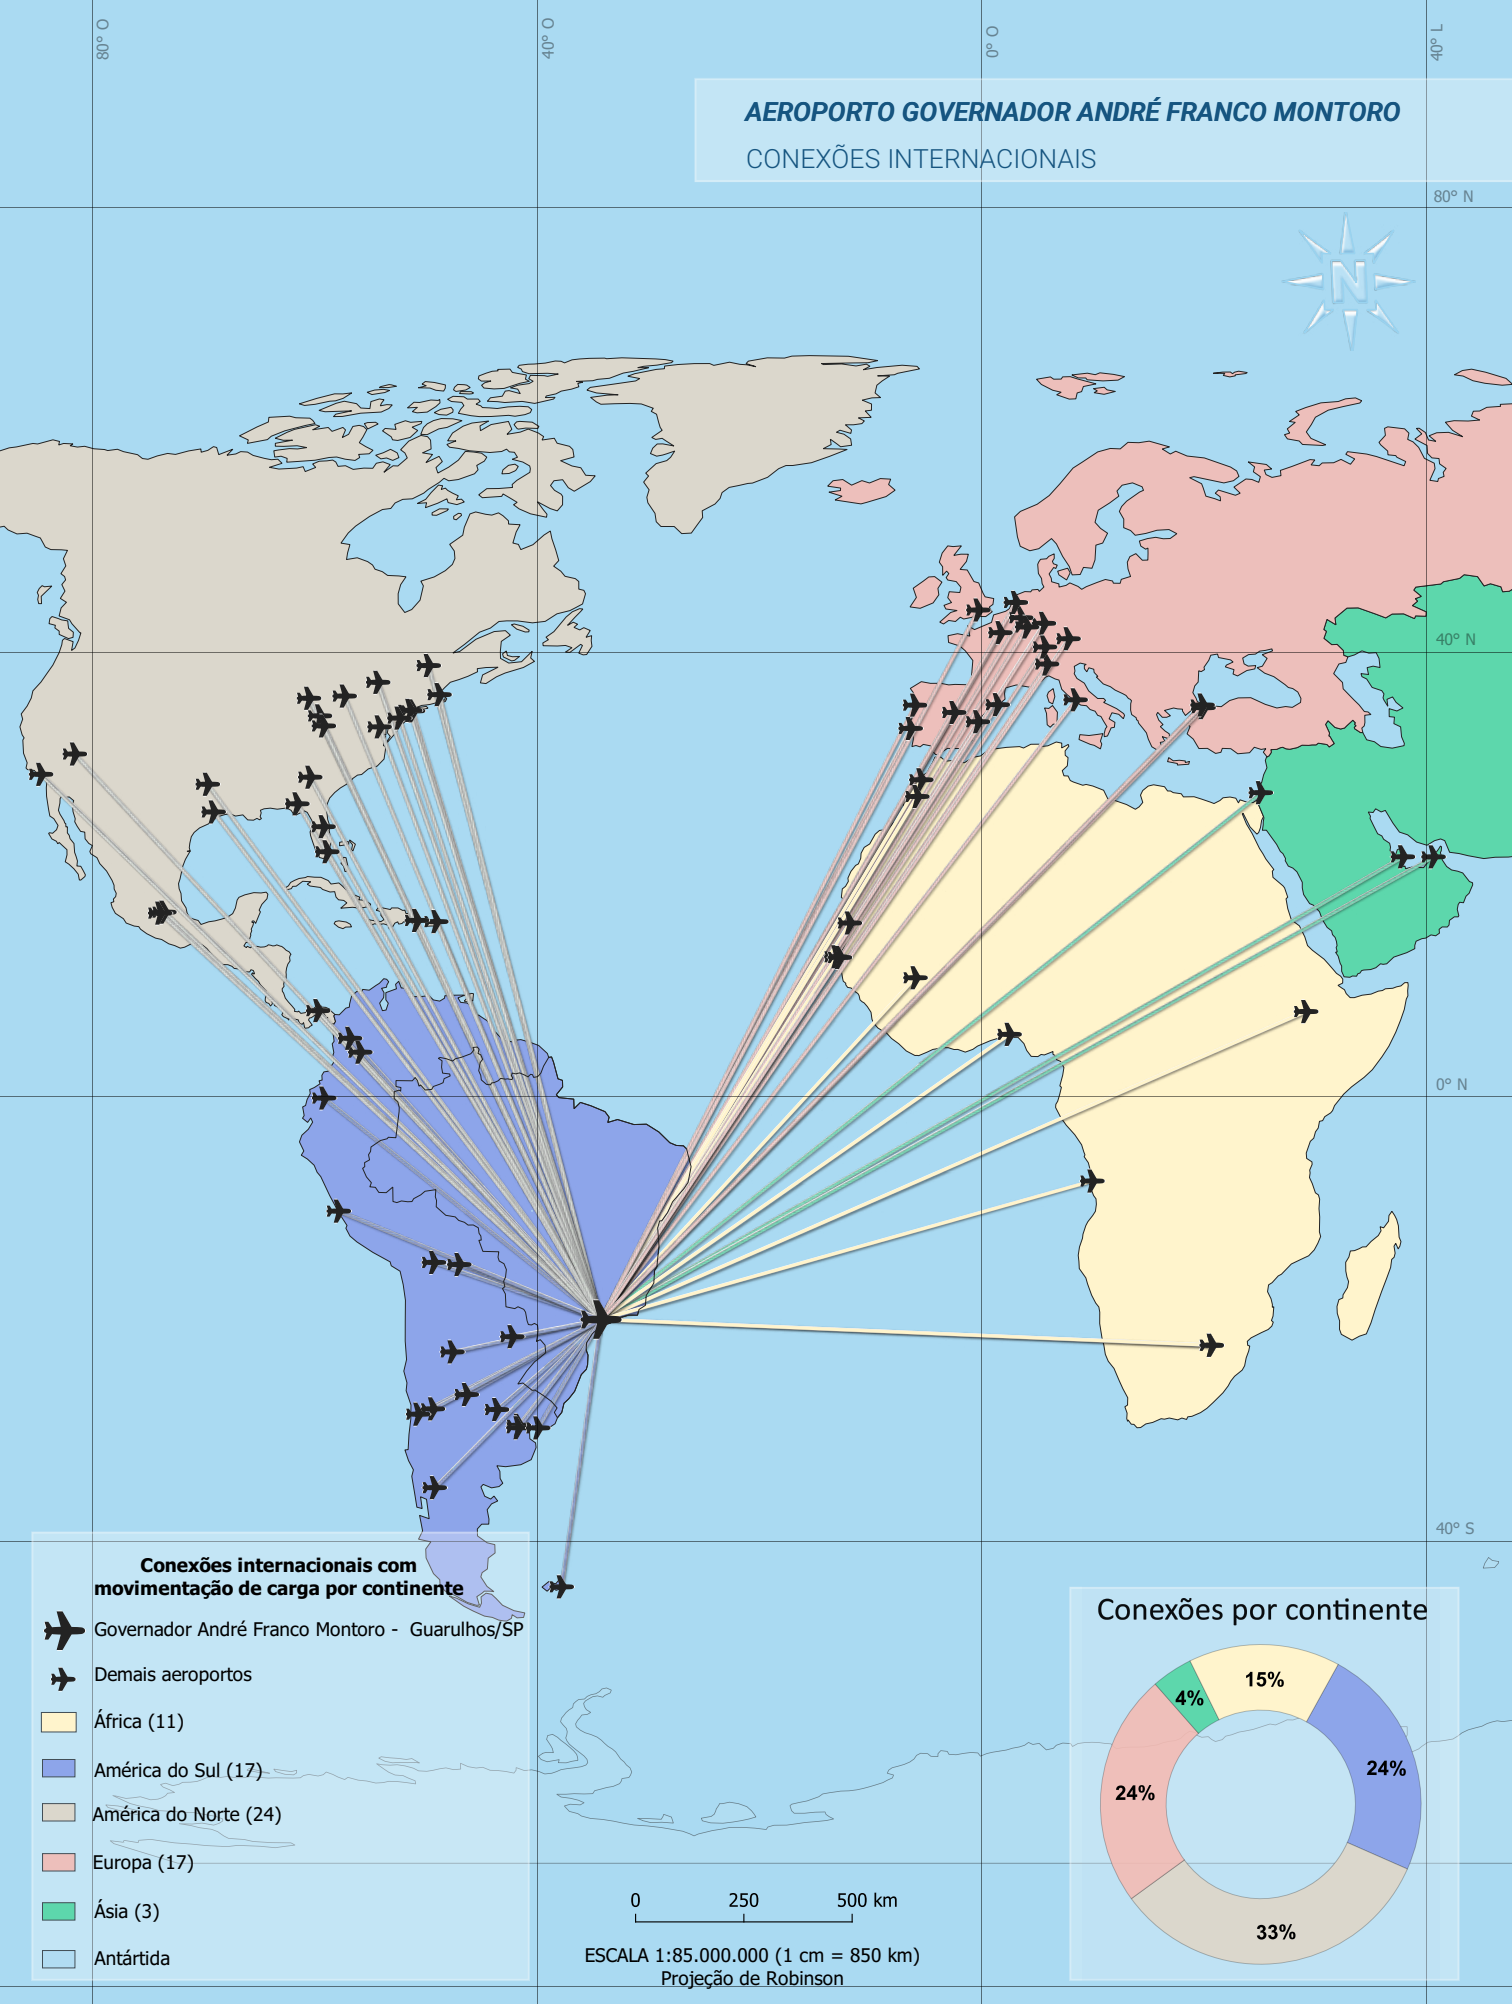 80° O
40° O
0° O
40° L
AEROPORTO GOVERNADOR ANDRÉ FRANCO MONTORO
CONEXÕES INTERNACIONAIS
80° N
N
40° N
0° N
40° S
Conexões internacionais com
movimentação de carga por continente
Governador André Franco Montoro - Guarulhos/SP
Demais aeroportos
África (11)
América do Sul (17)
América do Norte (24)
Europa (17)
Ásia (3)
Antártida
0 250 500 km
ESCALA 1:85.000.000 (1 cm = 850 km)
Projeção de Robinson
Conexões por continente
15%
4%
24%
24%
33%